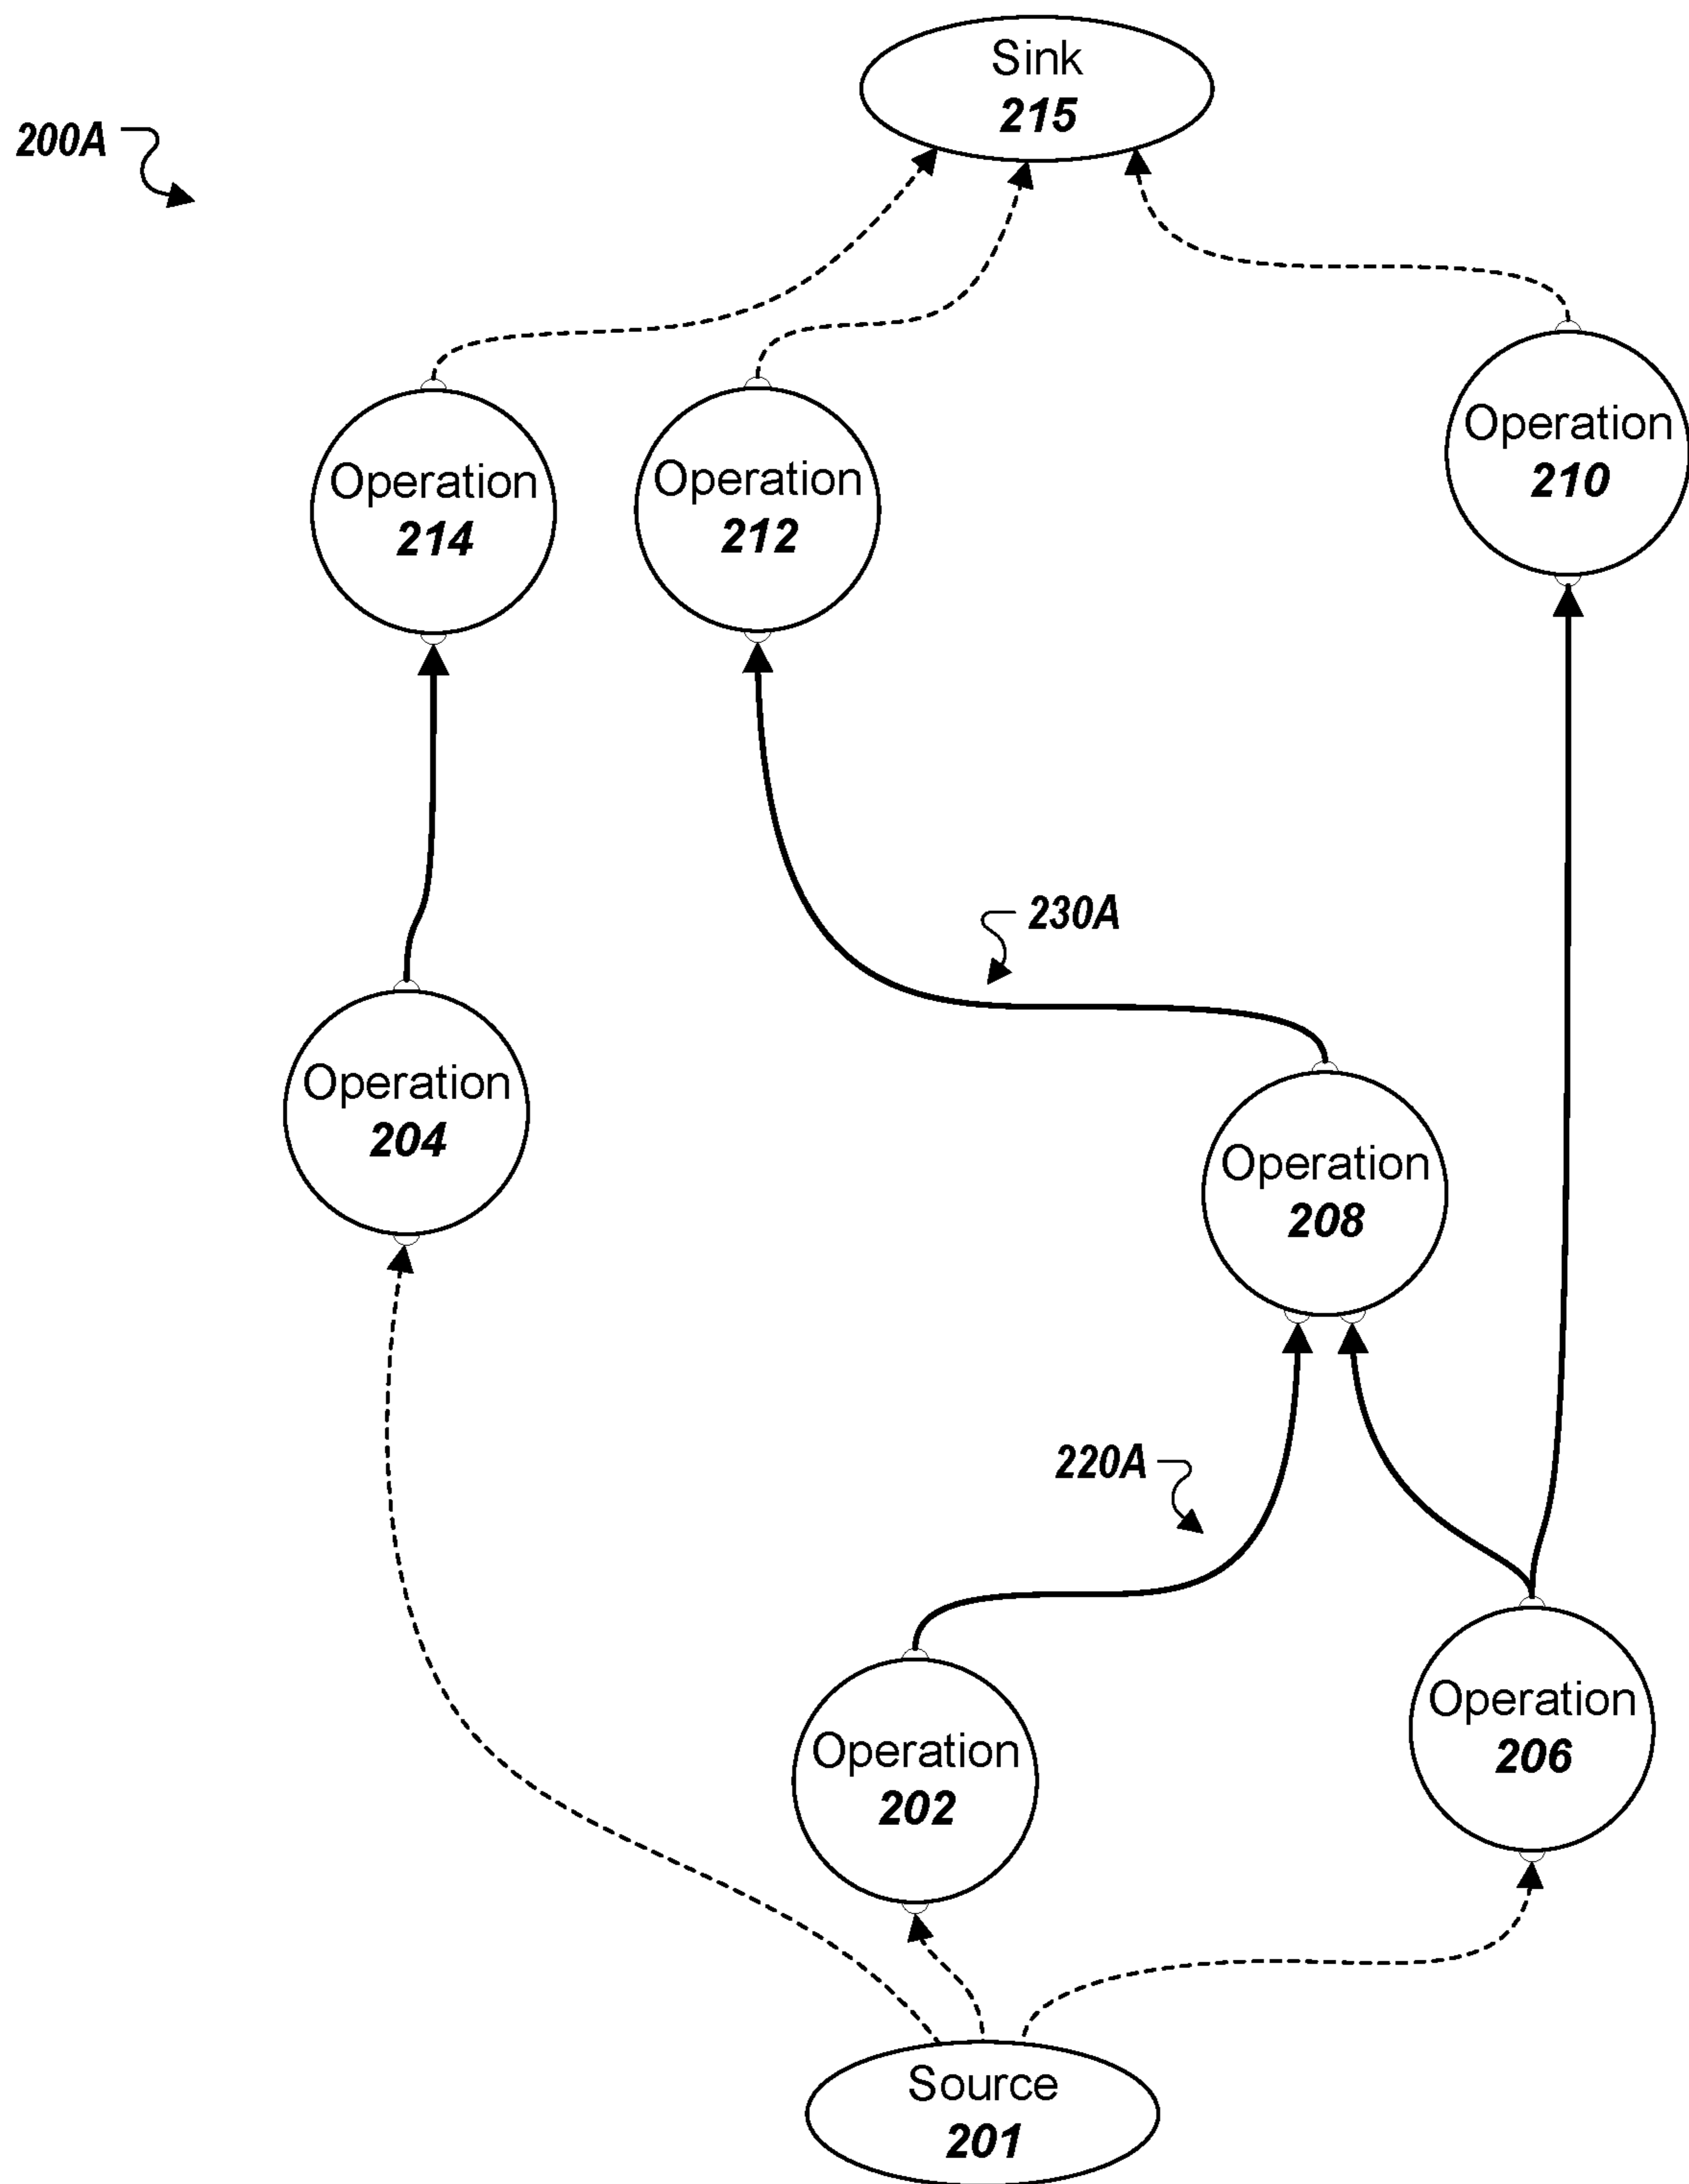 Sink
215
200A
Operation
210
Operation
214
Operation
212
230A
Operation
204
Operation
208
220A
Operation
206
Operation
202
Source
201